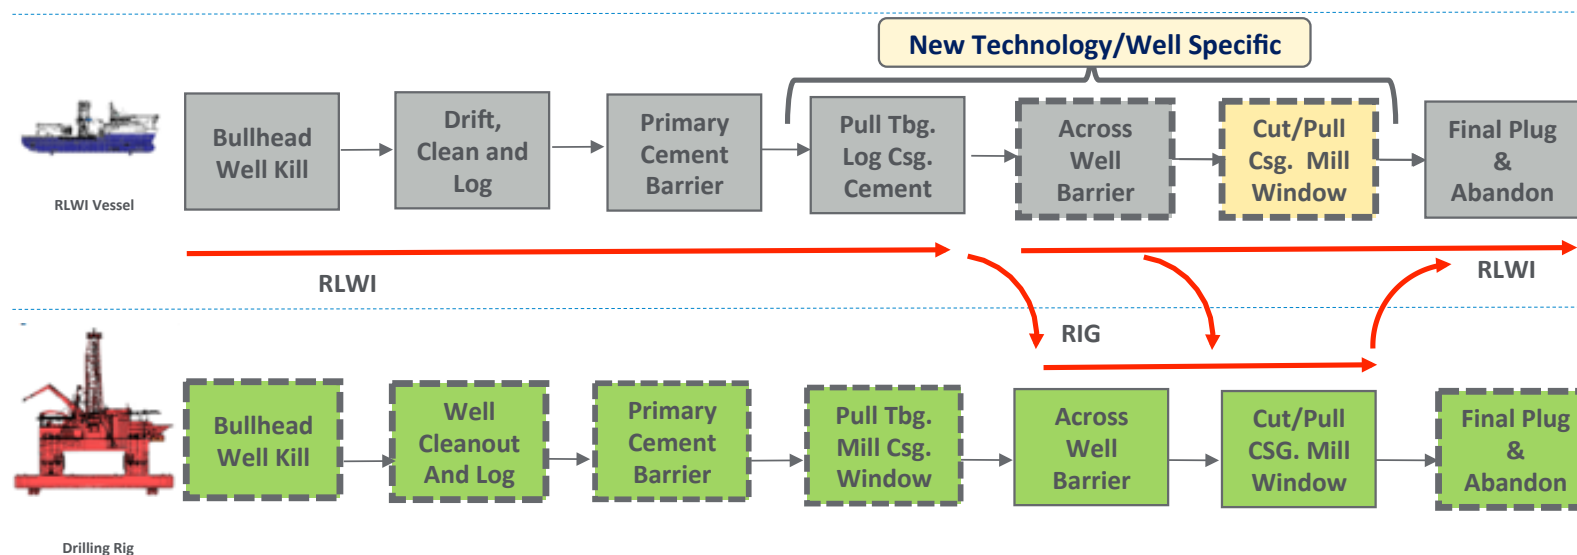 New Technology/Well Specific
Bullhead
Well Kill
Drift,
Clean and
Log
Primary
Cement
Barrier
Pull Tbg.
Log Csg.
Cement
Across
Well
Barrier
Cut/Pull
Csg. Mill
Window
Final Plug
&
Abandon
RLWI Vessel
RLWI
RLWI
RIG
Bullhead
Well Kill
Well
Cleanout
And Log
Primary
Cement
Barrier
Pull Tbg.
Mill Csg.
Window
Across
Well
Barrier
Cut/Pull
CSG. Mill
Window
Final Plug
&
Abandon
Drilling Rig